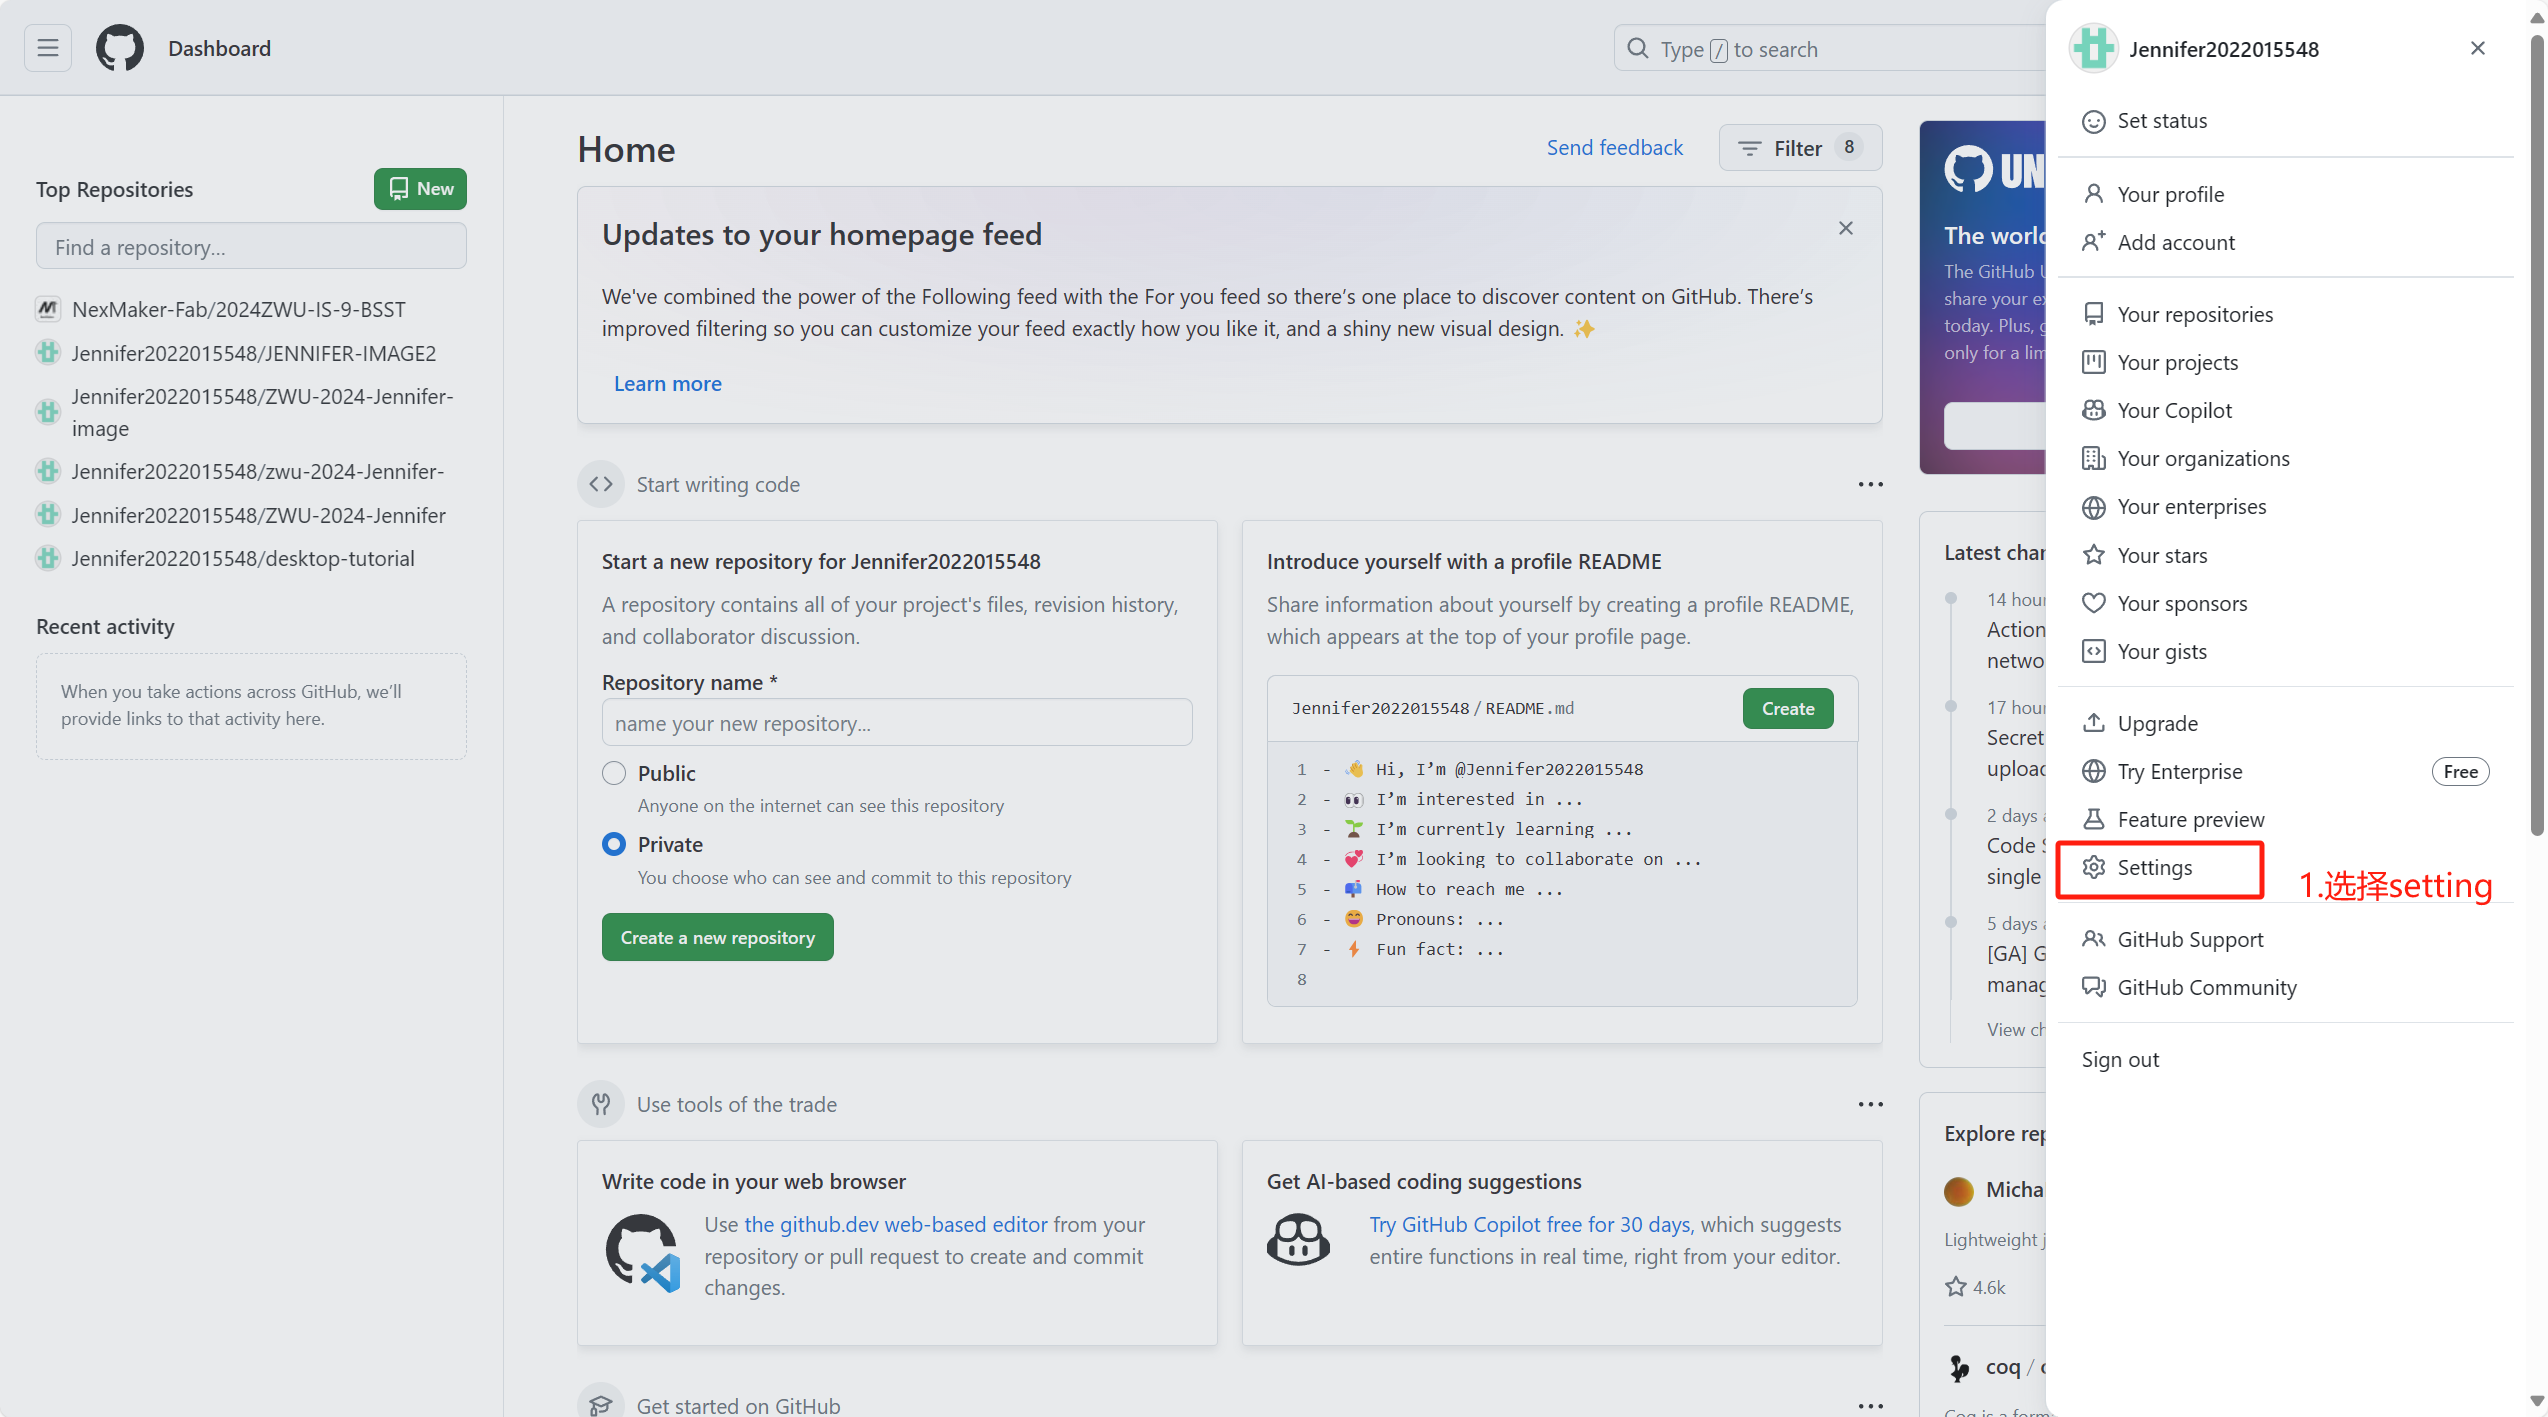 Dashboard
Type / to search
Top Repositories
New
Find a repository...
NexMaker-Fab/2024ZWU-IS-9-BSST
Jennifer2022015548/JENNIFER-IMAGE2
Jennifer2022015548/ZWU-2024-Jennifer-
image
Jennifer2022015548/zwu-2024-Jennifer-
Jennifer2022015548/ZWU-2024-Jennifer
Jennifer2022015548/desktop-tutorial
Recent activity
When you take actions across GitHub, we’ll
provide links to that activity here.
Home
Send feedback
Filter 8
Updates to your homepage feed
We've combined the power of the Following feed with the For you feed so there’s one place to discover content on GitHub. There’s
improved filtering so you can customize your feed exactly how you like it, and a shiny new visual design. ✨
Learn more
Start writing code
Start a new repository for Jennifer2022015548
A repository contains all of your project's files, revision history,
and collaborator discussion.
Repository name *
name your new repository...
Public
Anyone on the internet can see this repository
Private
You choose who can see and commit to this repository
Create a new repository
Introduce yourself with a profile README
Share information about yourself by creating a profile README,
which appears at the top of your profile page.
Jennifer2022015548 / README.md
Create
1 - 👋 Hi, I’m @Jennifer2022015548
2 - 👀 I’m interested in ...
3 - 🌱 I’m currently learning ...
4 - 💞️ I’m looking to collaborate on ...
5 - 📫 How to reach me ...
6 - 😄 Pronouns: ...
7 - ⚡ Fun fact: ...
8
Use tools of the trade
Write code in your web browser
Use the github.dev web-based editor from your
repository or pull request to create and commit
changes.
Get AI-based coding suggestions
Try GitHub Copilot free for 30 days, which suggests
entire functions in real time, right from your editor.
Get started on GitHub
UN
The world
The GitHub U
share your ex
today. Plus, g
only for a lim
Latest char
14 hour
Action
netwo
17 hour
Secret
upload
2 days a
Code S
single
5 days a
[GA] G
manag
View ch
Explore rep
Micha
Lightweight j
4.6k
coq /
Jennifer2022015548
Set status
Your profile
Add account
Your repositories
Your projects
Your Copilot
Your organizations
Your enterprises
Your stars
Your sponsors
Your gists
Upgrade
Try Enterprise Free
Feature preview
Settings
1.选择setting
GitHub Support
GitHub Community
Sign out